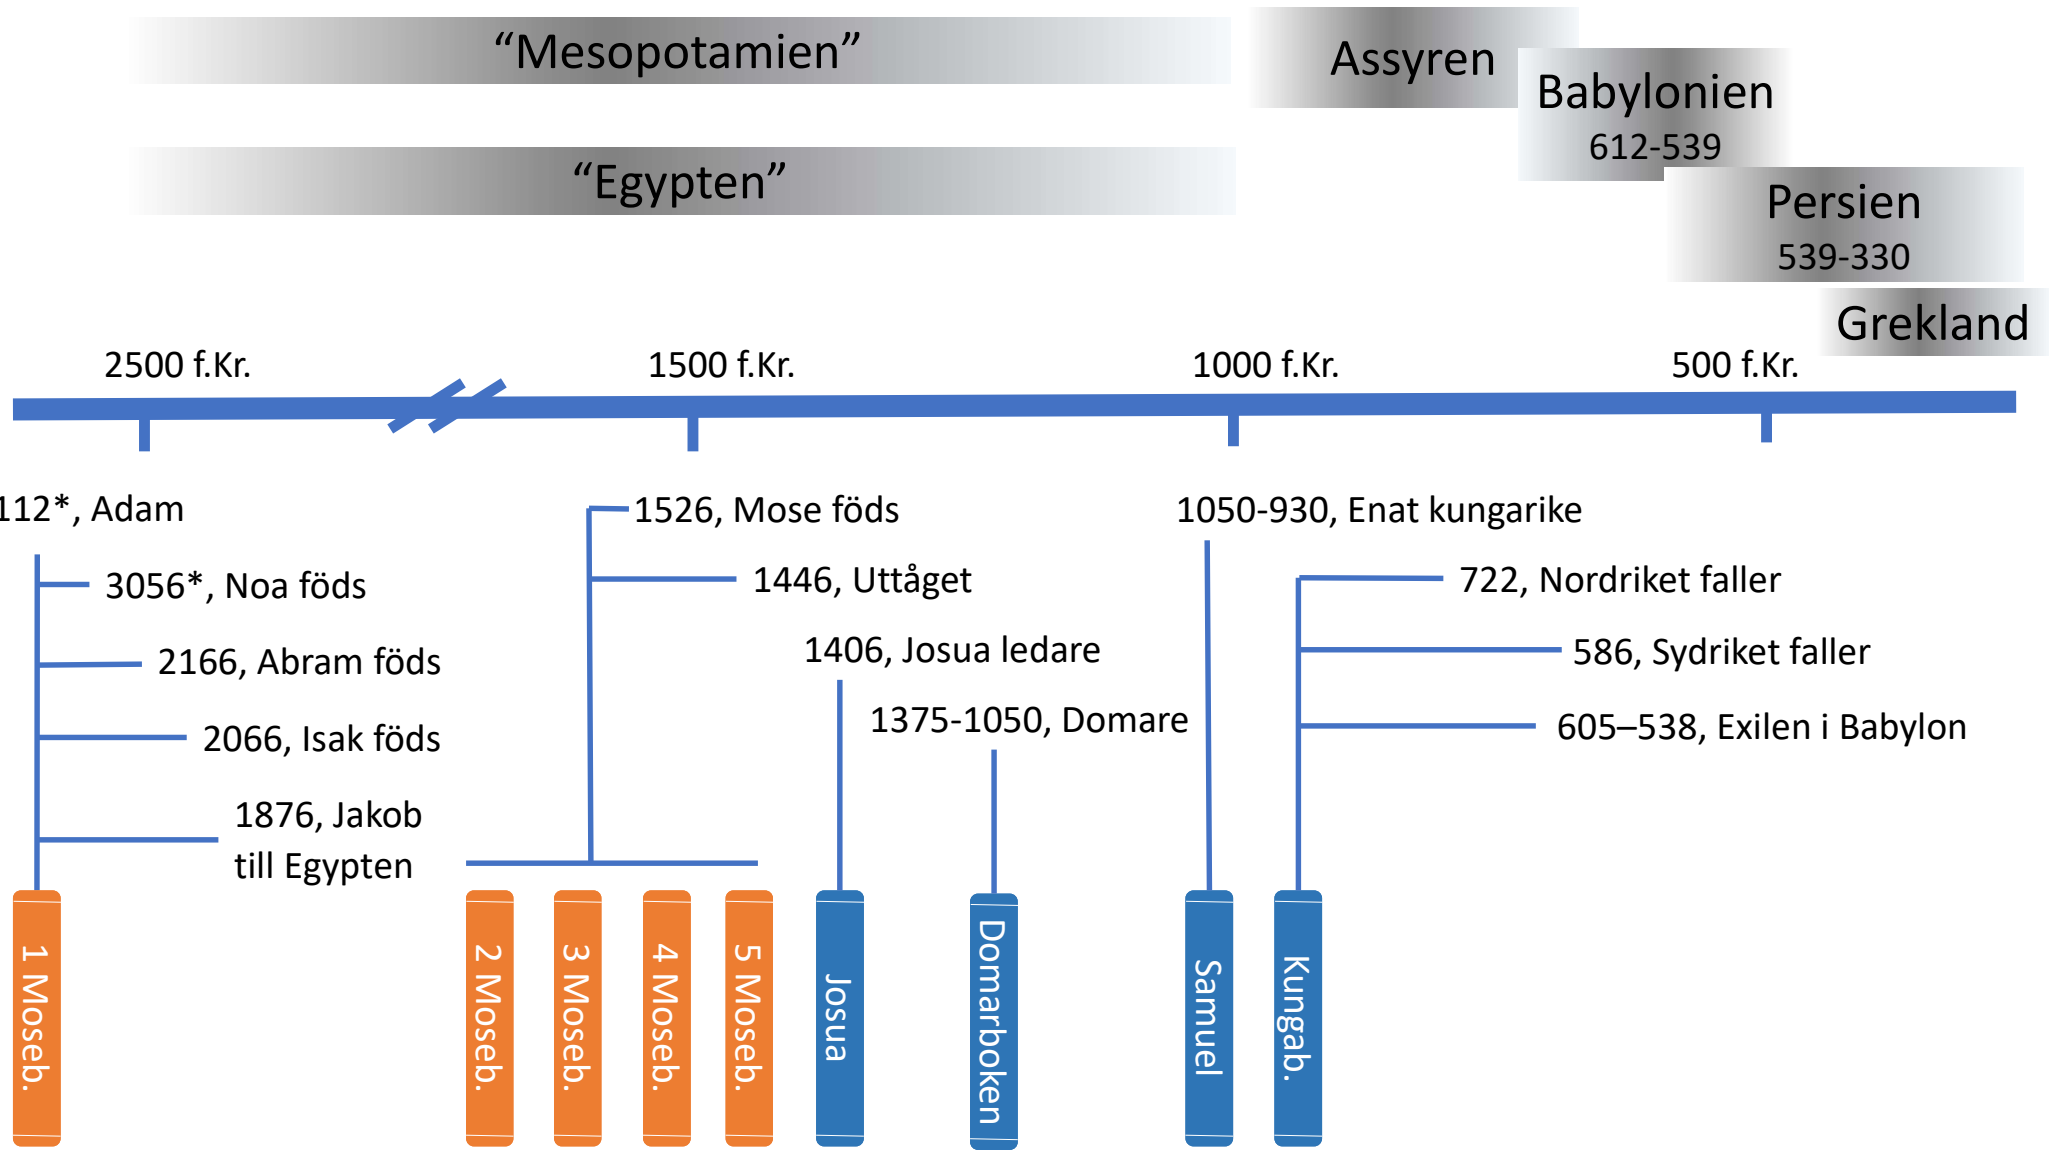 “Mesopotamien”
Assyren
Babylonien
612-539
“Egypten”
Persien
539-330
Grekland
2500 f.Kr.
1500 f.Kr.
1000 f.Kr.
500 f.Kr.
112*, Adam
3056*, Noa föds
2166, Abram föds
2066, Isak föds
1876, Jakob
till Egypten
1526, Mose föds
1446, Uttåget
1406, Josua ledare
1375-1050, Domare
1050-930, Enat kungarike
722, Nordriket faller
586, Sydriket faller
605–538, Exilen i Babylon
1 Moseb.
2 Moseb.
3 Moseb.
4 Moseb.
5 Moseb.
Josua
Domarboken
Samuel
Kungab.